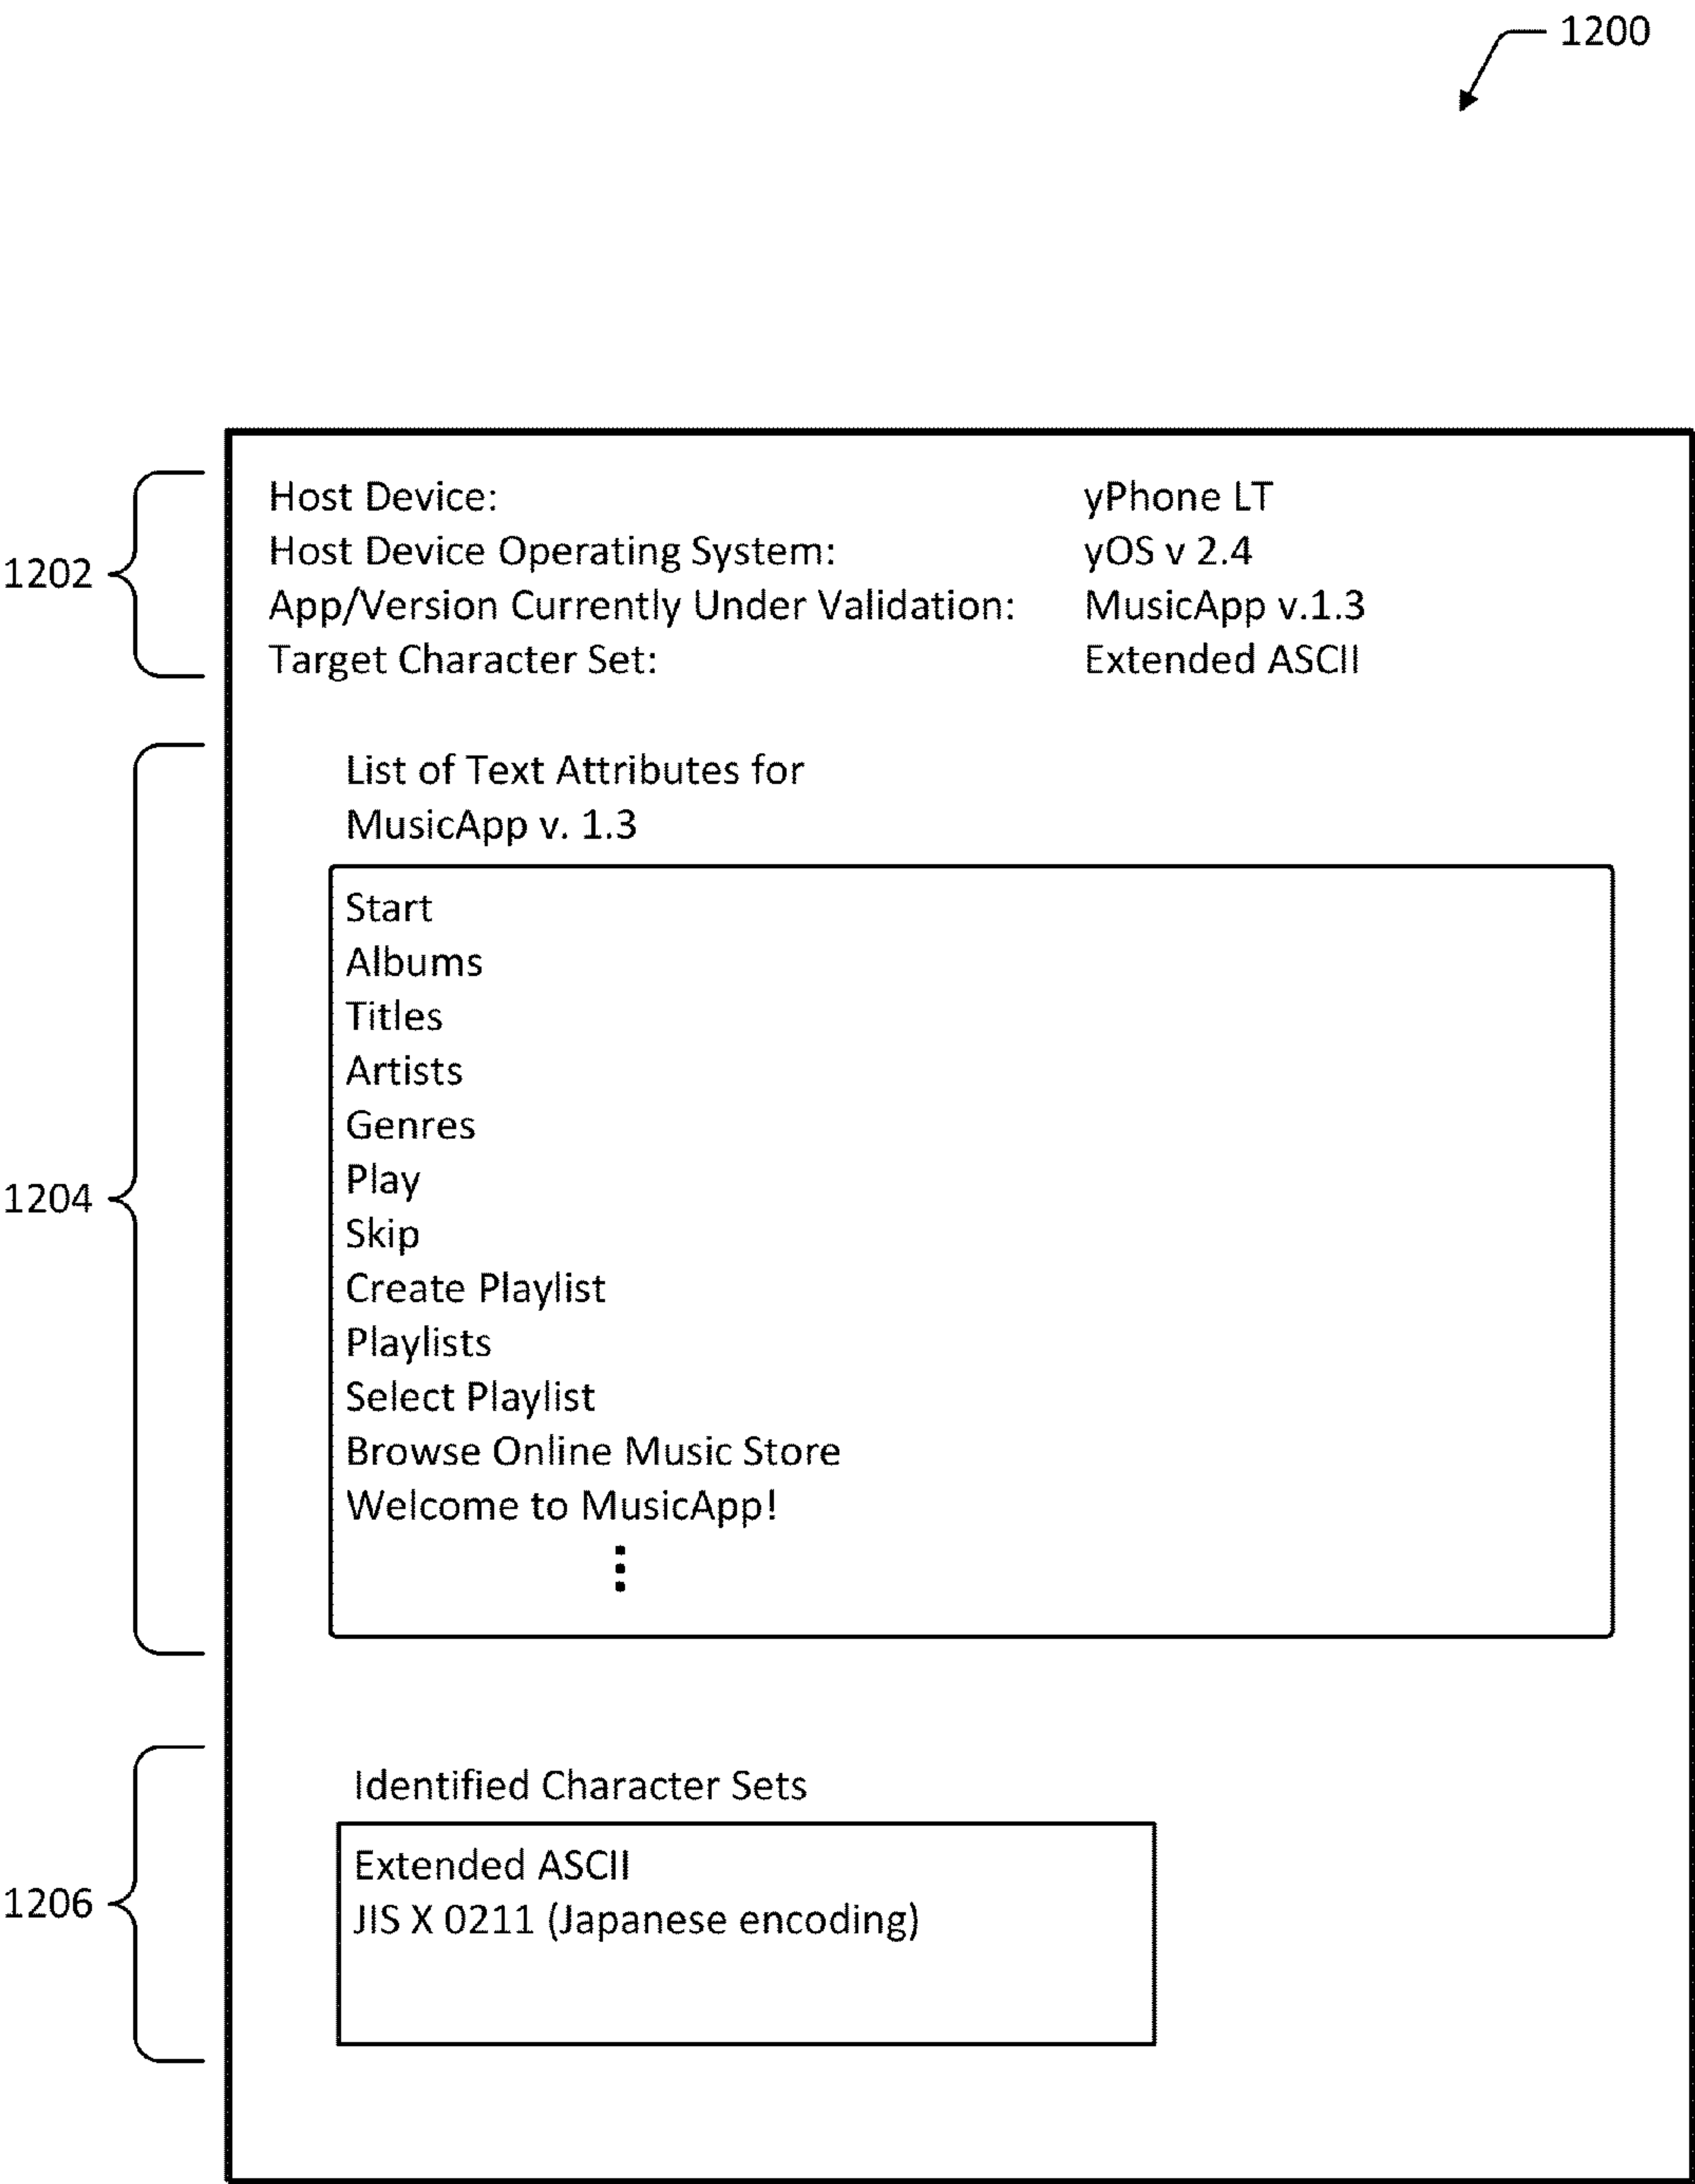 1200
1202
Host Device: yPhone LT
Host Device Operating System: yOS v 2.4
App/Version Currently Under Validation: MusicApp v.1.3
Target Character Set: Extended ASCII
1204
List of Text Attributes for
MusicApp v. 1.3
Start
Albums
Titles
Artists
Genres
Play
Skip
Create Playlist
Playlists
Select Playlist
Browse Online Music Store
Welcome to MusicApp!
⋮
1206
Identified Character Sets
Extended ASCII
JIS X 0211 (Japanese encoding)